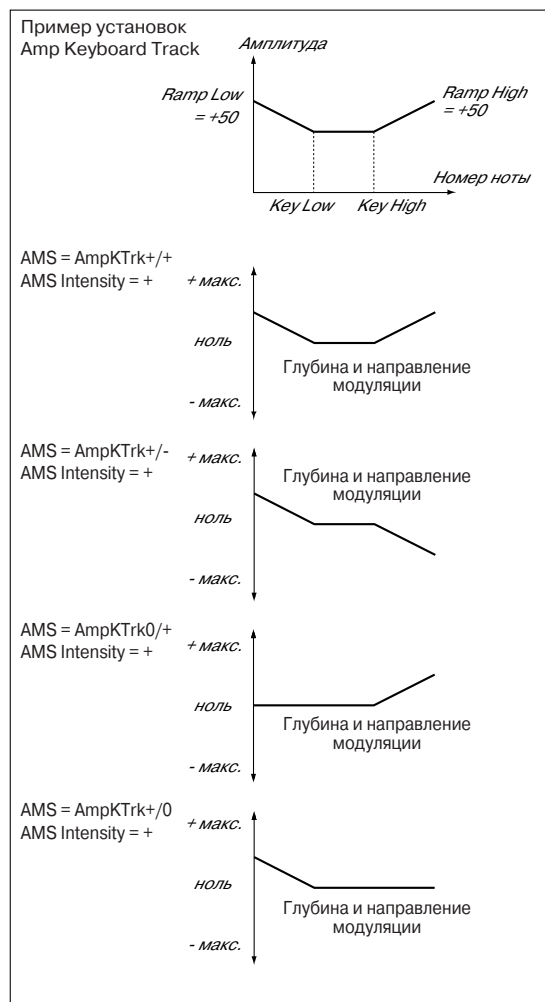 Пример установок
Amp Keyboard Track
Амплитуда
Ramp Low
= +50
Ramp High
= +50
Номер ноты
Key Low
Key High
AMS = AmpKTrk+/+
AMS Intensity = +
+ макс.
ноль
Глубина и направление
модуляции
- макс.
AMS = AmpKTrk+/-
AMS Intensity = +
+ макс.
Глубина и направление
модуляции
ноль
- макс.
AMS = AmpKTrk0/+
AMS Intensity = +
+ макс.
ноль
Глубина и направление
модуляции
- макс.
AMS = AmpKTrk+/0
AMS Intensity = +
+ макс.
ноль
Глубина и направление
модуляции
- макс.